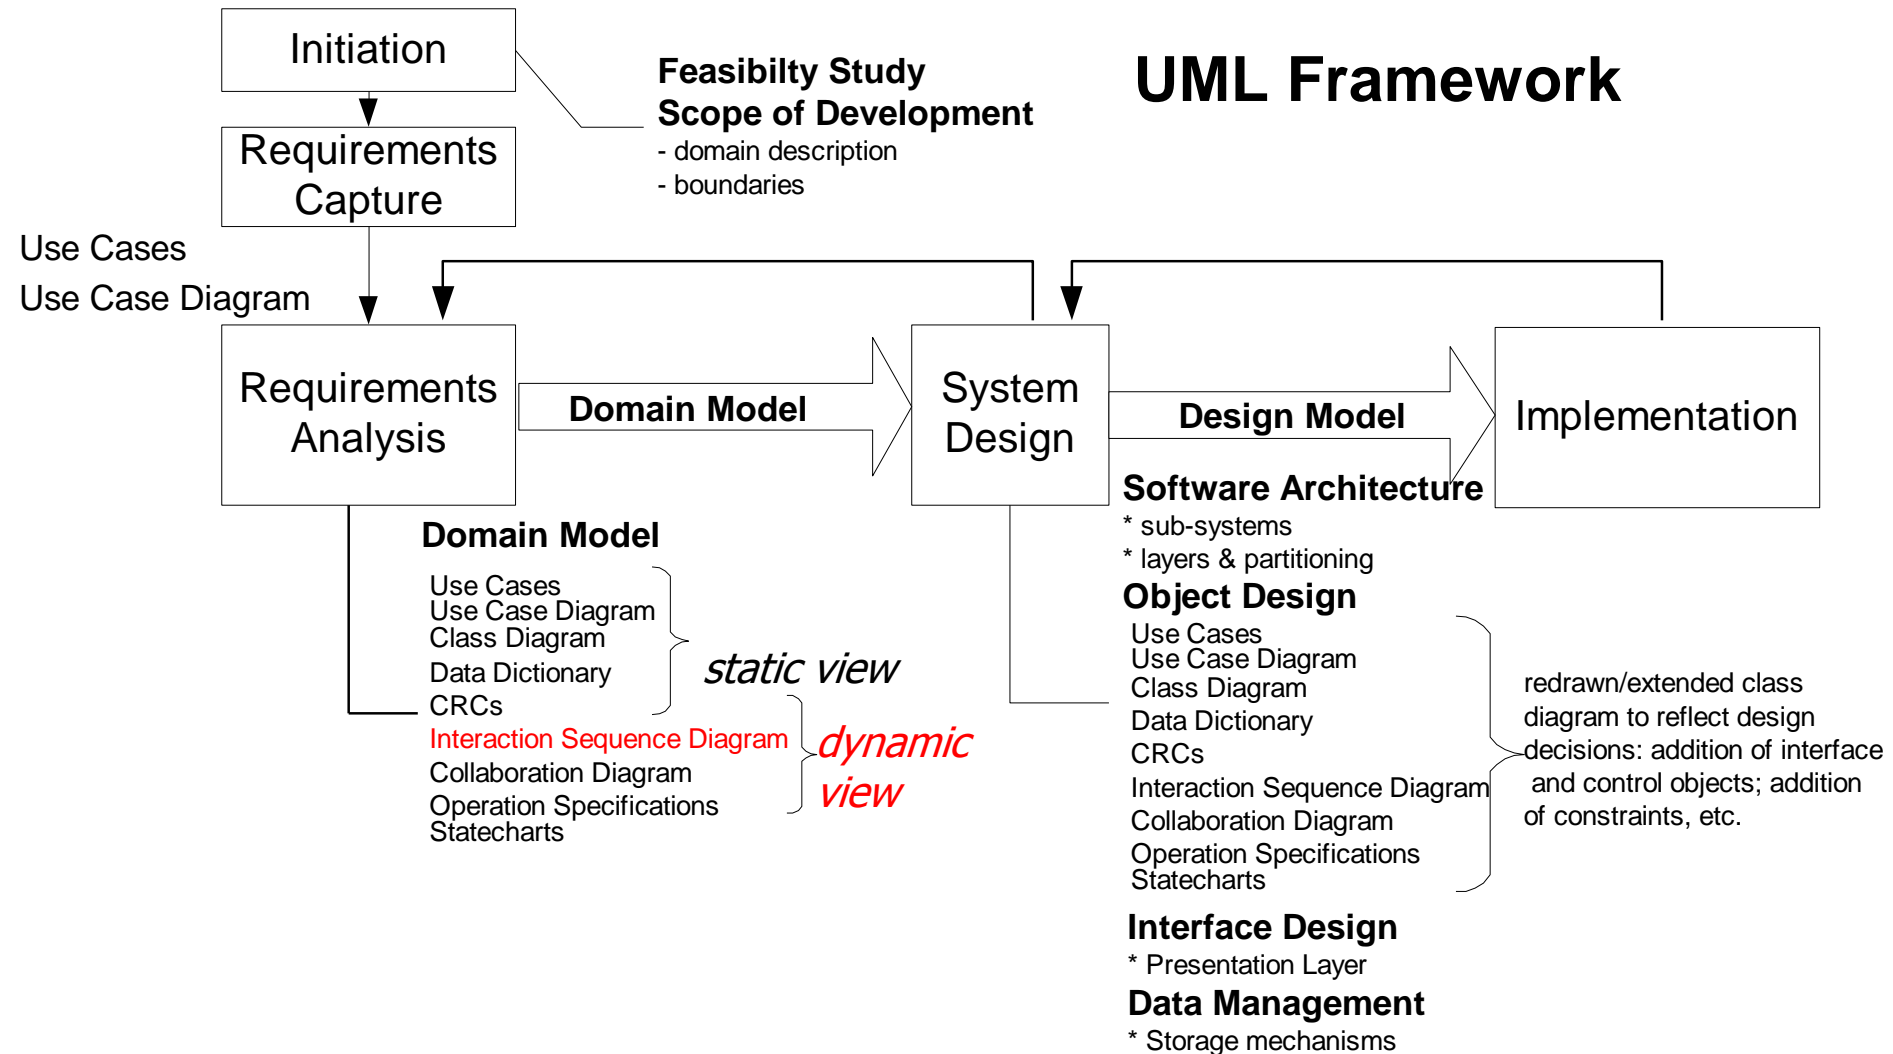 Initiation
UML Framework
Feasibilty Study
Scope of Development
- domain description
- boundaries
Requirements
Capture
Use Cases
Use Case Diagram
Requirements
Analysis
Domain Model
System
Design
Design Model
Implementation
Domain Model
Use Cases
Use Case Diagram
Class Diagram
Data Dictionary
CRCs
Interaction Sequence Diagram
Collaboration Diagram
Operation Specifications
Statecharts
static view
dynamic
view
Software Architecture
* sub-systems
* layers & partitioning
Object Design
Use Cases
Use Case Diagram
Class Diagram
Data Dictionary
CRCs
Interaction Sequence Diagram
Collaboration Diagram
Operation Specifications
Statecharts
redrawn/extended class
diagram to reflect design
decisions: addition of interface
and control objects; addition
of constraints, etc.
Interface Design
* Presentation Layer
Data Management
* Storage mechanisms